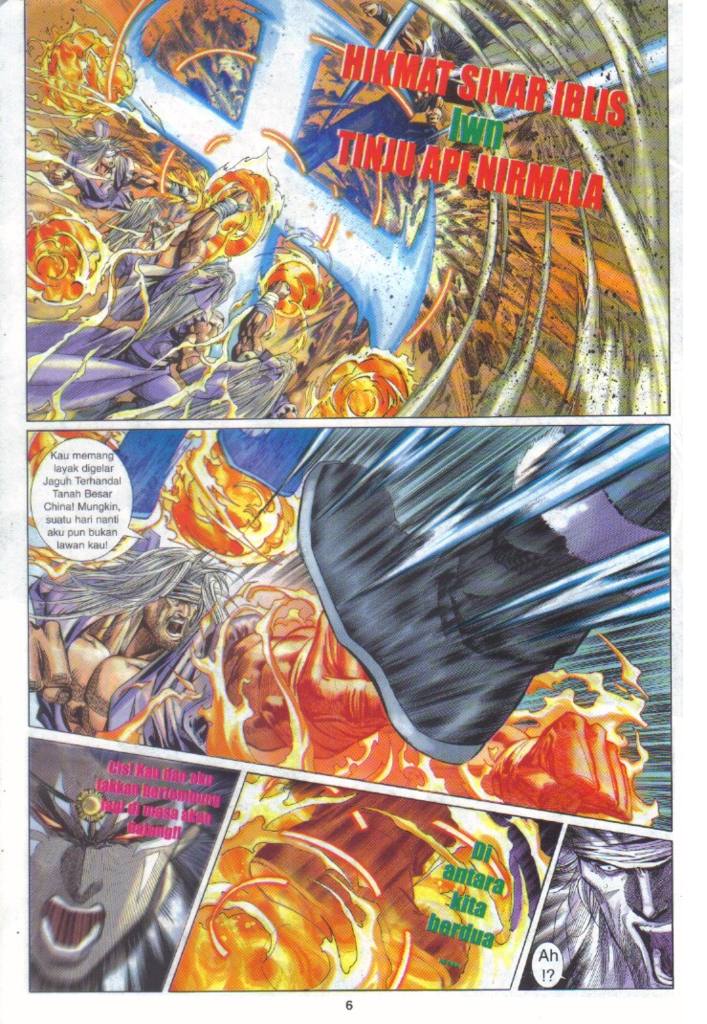 HIKMAT SINAR IBLIS
lwn
TINJU API NIRMALA
Kau memang
layak digelar
Jaguh Terhandal
Tanah Besar
China! Mungkin,
suatu hari nanti
aku pun bukan
lawan kau!
Cis! Kau dan aku
takkan bertembung
lagi di masa akan
datang!!
Di
antara
kita
berdua
Ah
!?
6